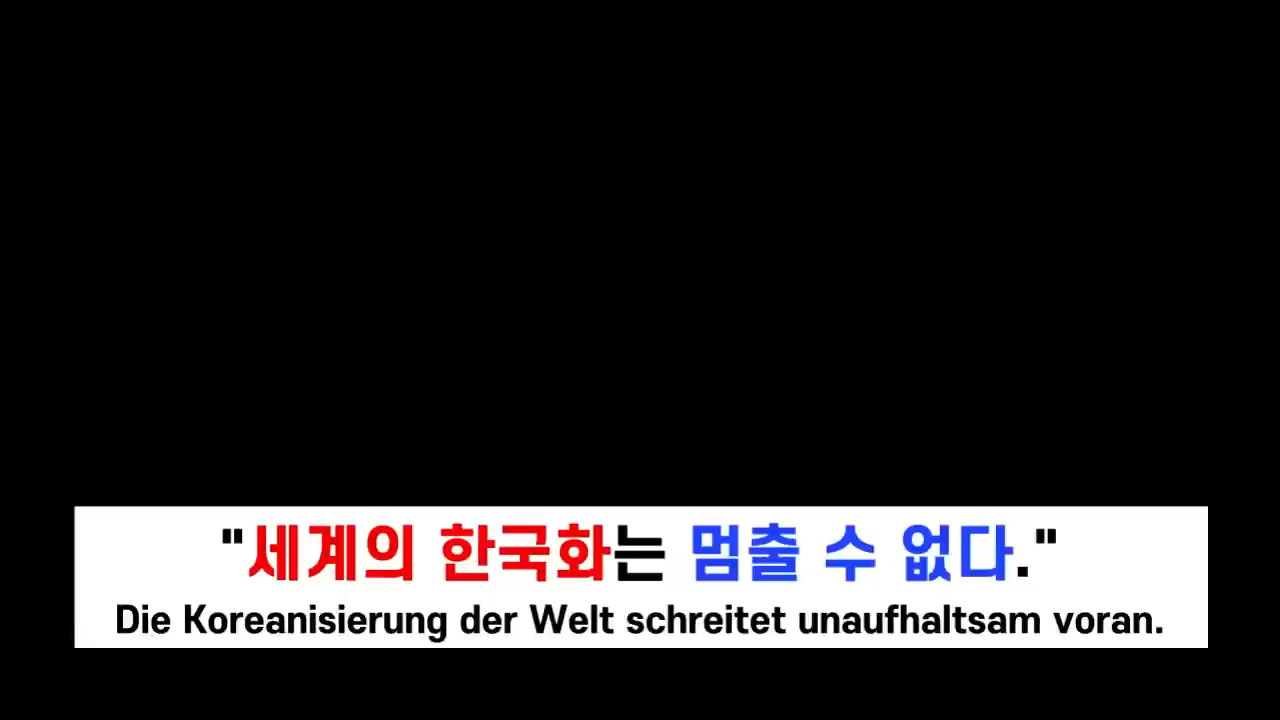 "세계의 한국화는 멈출 수 없다."
Die Koreanisierung der Welt schreitet unaufhaltsam voran.